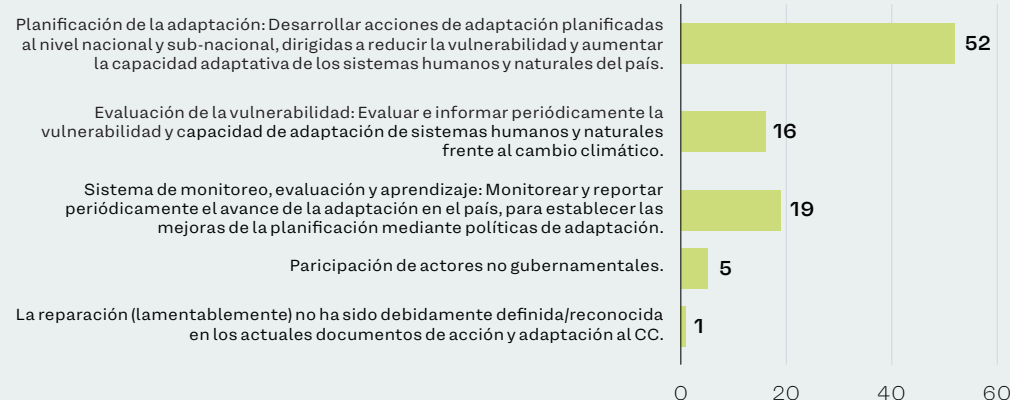 Planificación de la adaptación: Desarrollar acciones de adaptación planificadas
al nivel nacional y sub-nacional, dirigidas a reducir la vulnerabilidad y aumentar
la capacidad adaptativa de los sistemas humanos y naturales del país.
52
Evaluación de la vulnerabilidad: Evaluar e informar periódicamente la
vulnerabilidad y capacidad de adaptación de sistemas humanos y naturales
frente al cambio climático.
16
Sistema de monitoreo, evaluación y aprendizaje: Monitorear y reportar
periódicamente el avance de la adaptación en el país, para establecer las
mejoras de la planificación mediante políticas de adaptación.
19
Paricipación de actores no gubernamentales.
5
La reparación (lamentablemente) no ha sido debidamente definida/reconocida
en los actuales documentos de acción y adaptación al CC.
1
0 20 40 60